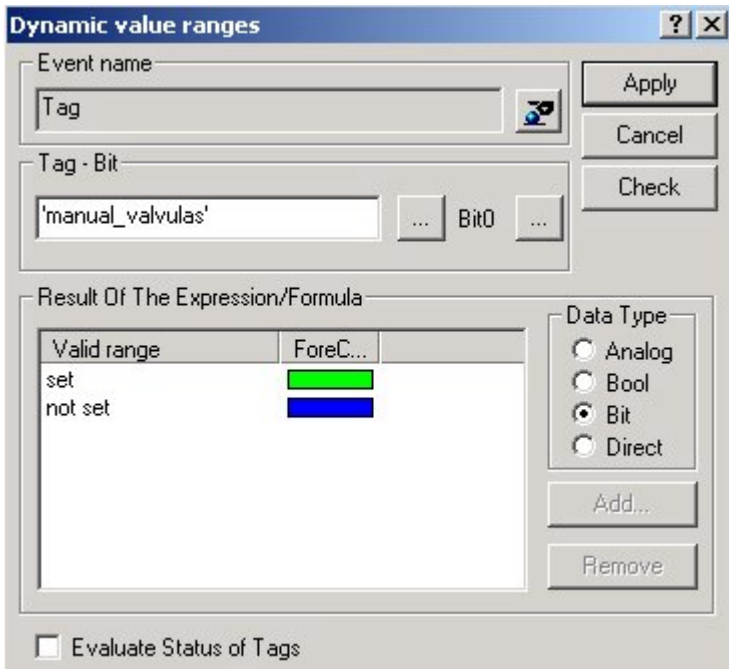 Dynamic value ranges
Event name
Tag
Apply
Cancel
Tag - Bit
Check
'manual_valvulas' ... Bit0 ...
Result Of The Expression/Formula
Data Type
Valid range ForeC...
Analog
set
Bool
not set
Bit
Direct
Add...
Remove
Evaluate Status of Tags